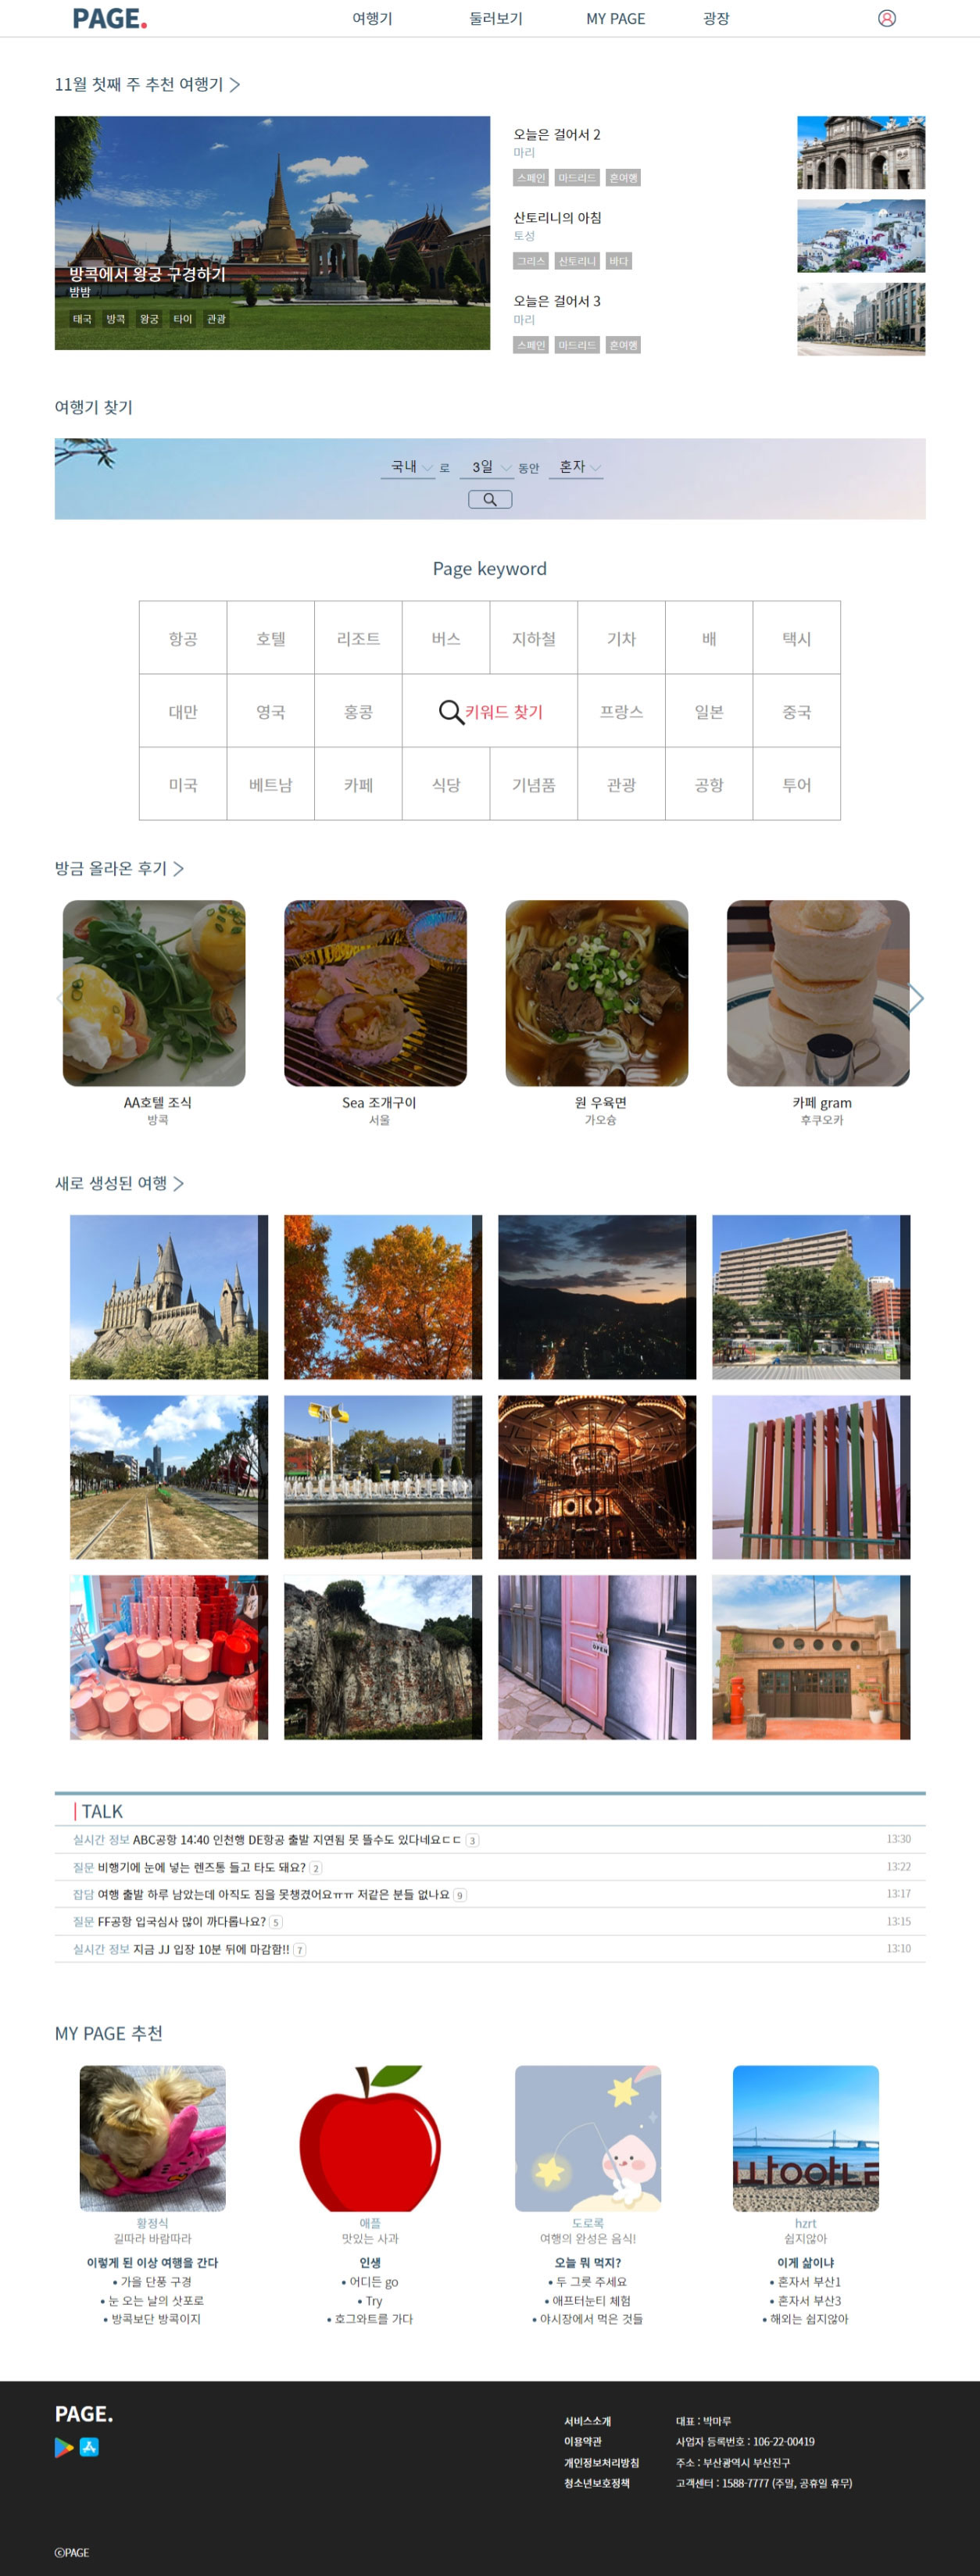 PAGE.
여행기 둘러보기 MY PAGE 광장
11월 첫째 주 추천 여행기
방콕에서 왕궁 구경하기
밤밤
태국 방콕 왕궁 타이 관광
오늘은 걸어서 2
마리
스페인 마드리드 혼여행
산토리니의 아침
토성
그리스 산토리니 바다
오늘은 걸어서 3
마리
스페인 마드리드 혼여행
여행기 찾기
국내 로 3일 동안 혼자
Page keyword
항공 호텔 리조트 버스 지하철 기차 배 택시
대만 영국 홍콩 키워드 찾기 프랑스 일본 중국
미국 베트남 카페 식당 기념품 관광 공항 투어
방금 올라온 후기
AA호텔 조식
방콕
Sea 조개구이
서울
원 우육면
가오슝
카페 gram
후쿠오카
새로 생성된 여행
OPEN
TALK
실시간 정보 ABC공항 14:40 인천행 DE항공 출발 지연됨 못 뜰수도 있다네요ㄷㄷ 3 13:30
질문 비행기에 눈에 넣는 렌즈통 들고 타도 돼요? 2 13:22
잡담 여행 출발 하루 남았는데 아직도 짐을 못챙겼어요ㅠㅠ 저같은 분들 없나요 9 13:17
질문 FF공항 입국심사 많이 까다롭나요? 5 13:15
실시간 정보 지금 JJ 입장 10분 뒤에 마감함!! 7 13:10
MY PAGE 추천
황정식
길따라 바람따라
이렇게 된 이상 여행을 간다
• 가을 단풍 구경
• 눈 오는 날의 삿포로
• 방콕보단 방콕이지
애플
맛있는 사과
인생
• 어디든 go
• Try
• 호그와트를 가다
도로록
여행의 완성은 음식!
오늘 뭐 먹지?
• 두 그릇 주세요
• 애프터눈티 체험
• 야시장에서 먹은 것들
hzrt
쉽지않아
이게 삶이냐
• 혼자서 부산1
• 혼자서 부산3
• 해외는 쉽지않아
PAGE.
서비스소개
이용약관
개인정보처리방침
청소년보호정책
대표 : 박마루
사업자 등록번호 : 106-22-00419
주소 : 부산광역시 부산진구
고객센터 : 1588-7777 (주말, 공휴일 휴무)
ⓒPAGE